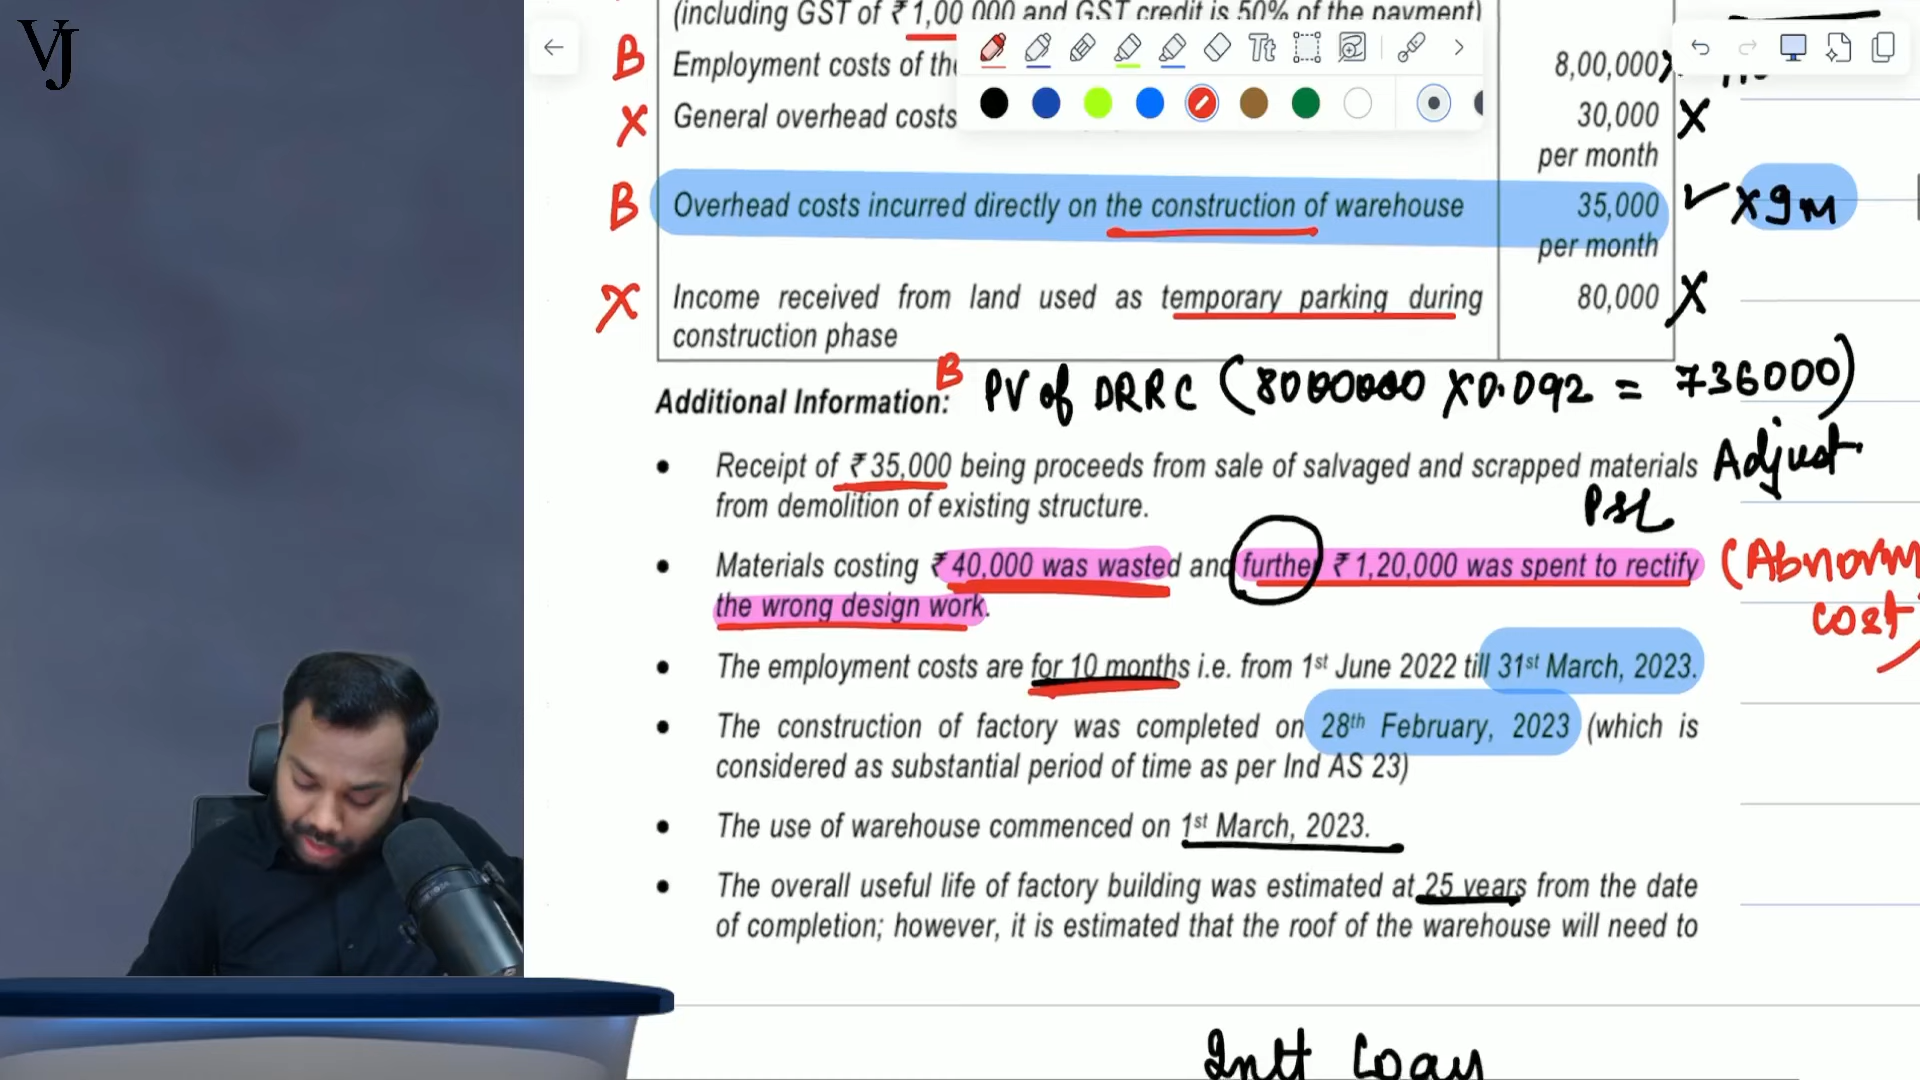 VJ
(including GST of ₹ 1,00,000 and GST credit is 50% of the payment)
B Employment costs of the 8,00,000
X General overhead costs 30,000 X
per month
B Overhead costs incurred directly on the construction of warehouse 35,000 ✓ x 9m
per month
X Income received from land used as temporary parking during 80,000 X
construction phase
B PV of DRRC (8000000 X 0.092 = 736000)
Additional Information:
Adjust
• Receipt of ₹ 35,000 being proceeds from sale of salvaged and scrapped materials
from demolition of existing structure.
P&L
• Materials costing ₹ 40,000 was wasted and further ₹ 1,20,000 was spent to rectify (Abnorm
the wrong design work. cost)
• The employment costs are for 10 months i.e. from 1st June 2022 till 31st March, 2023.
• The construction of factory was completed on 28th February, 2023 (which is
considered as substantial period of time as per Ind AS 23)
• The use of warehouse commenced on 1st March, 2023.
• The overall useful life of factory building was estimated at 25 years from the date
of completion; however, it is estimated that the roof of the warehouse will need to
Tt